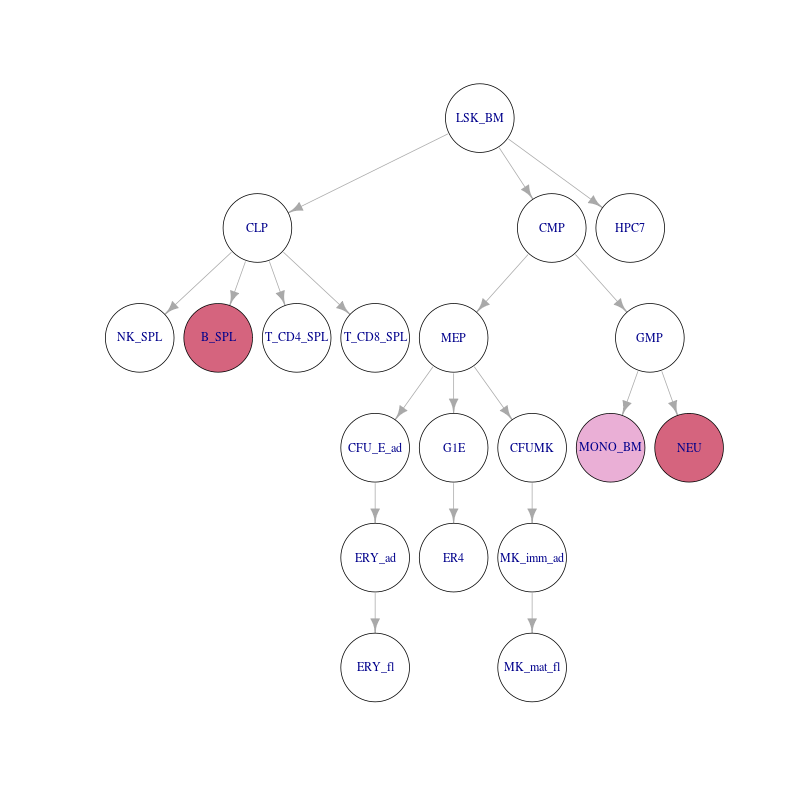 LSK_BM
CLP
CMP
HPC7
NK_SPL
B_SPL
T_CD4_SPL
T_CD8_SPL
MEP
GMP
CFU_E_ad
G1E
CFUMK
MONO_BM
NEU
ERY_ad
ER4
MK_imm_ad
ERY_fl
MK_mat_fl